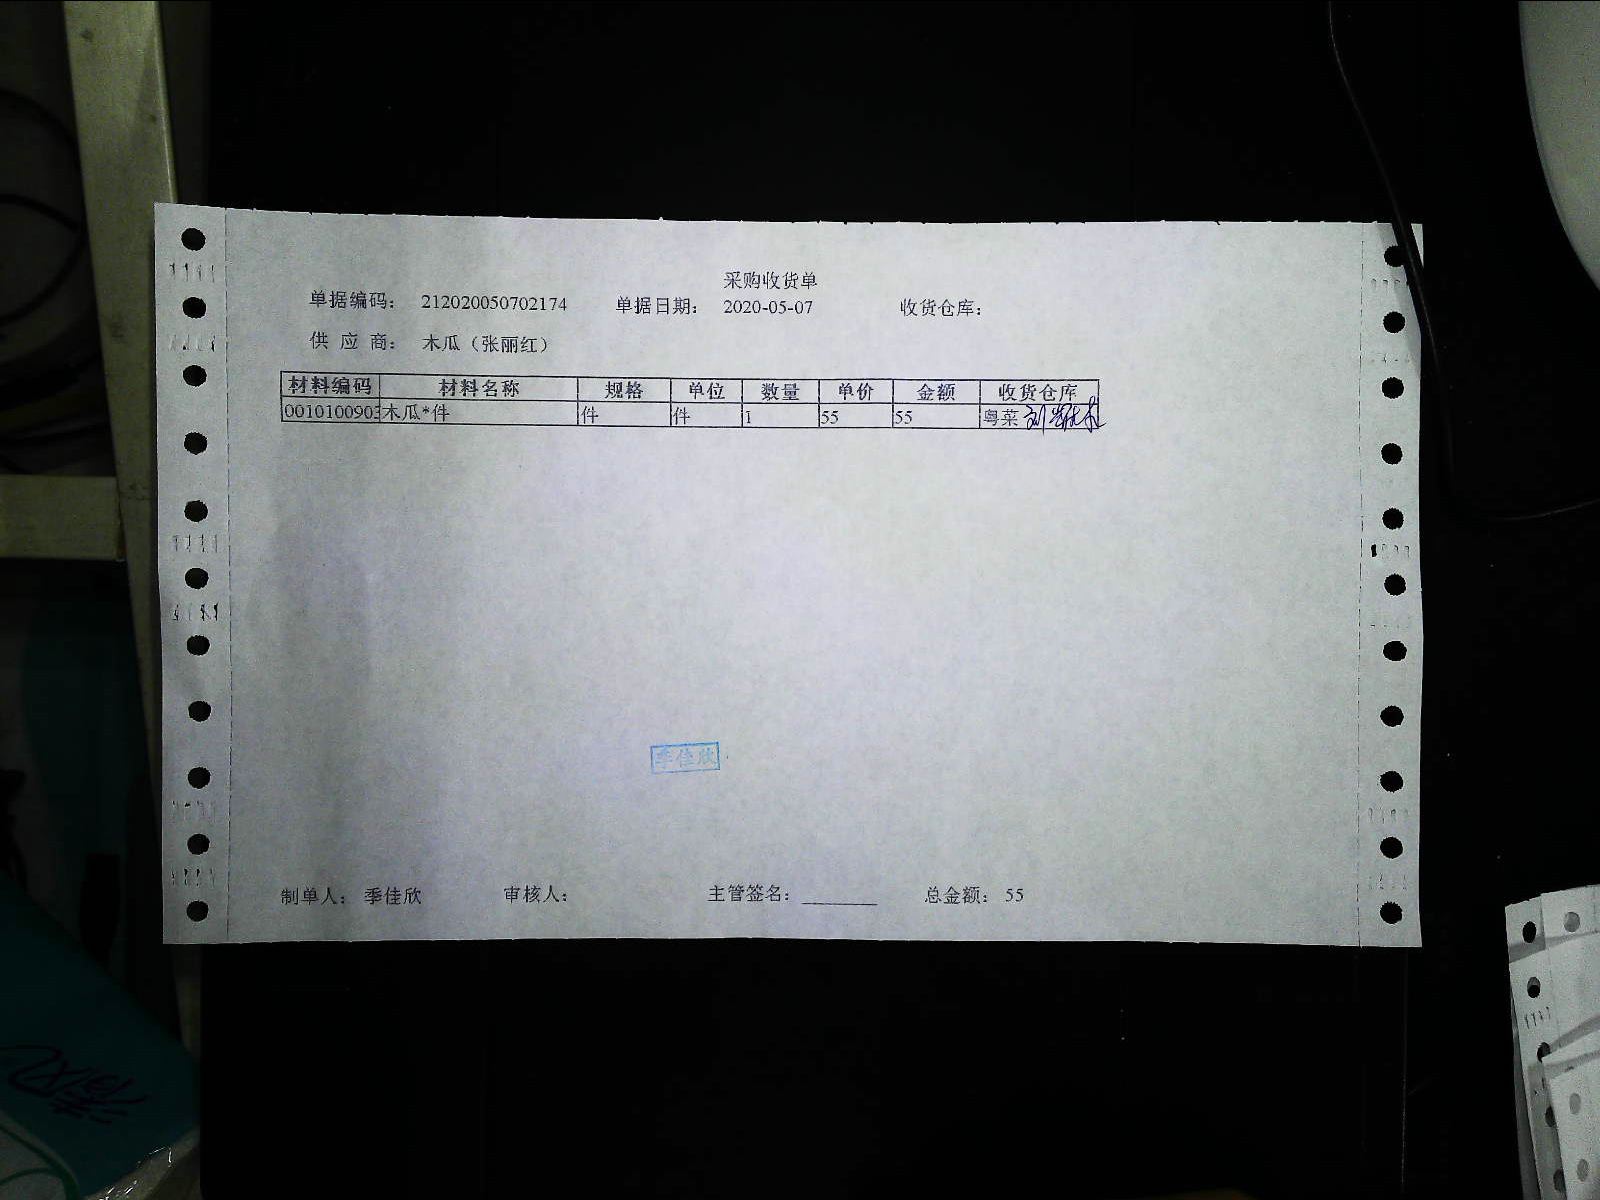 采购收货单
单据编码： 212020050702174 单据日期： 2020-05-07 收货仓库：
供 应 商： 木瓜（张丽红）
材料编码 材料名称 规格 单位 数量 单价 金额 收货仓库
0010100903 木瓜*件 件 件 1 55 55 粤菜
季佳欣
制单人： 季佳欣 审核人： 主管签名： ________ 总金额： 55